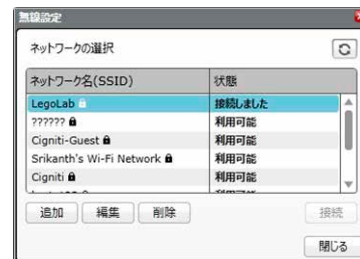 無線設定
ネットワークの選択
ネットワーク名(SSID) 状態
LegoLab 接続しました
?????? 利用可能
Cigniti-Guest 利用可能
Srikanth's Wi-Fi Network 利用可能
Cigniti 利用可能
追加 編集 削除 接続
閉じる